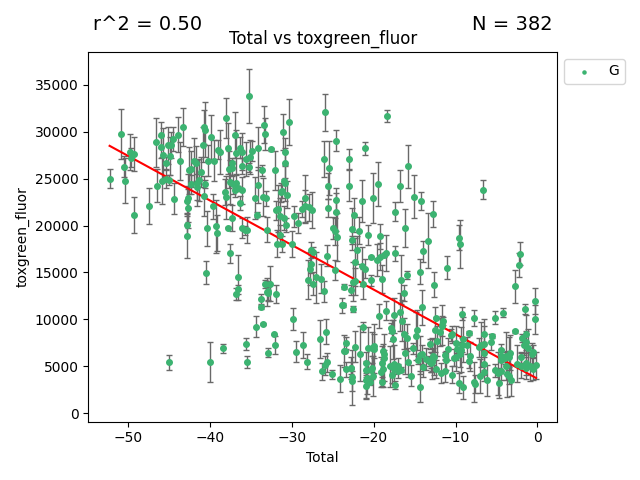 r^2 = 0.50 N = 382
Total vs toxgreen_fluor
G
35000
30000
25000
20000
15000
10000
5000
0
toxgreen_fluor
−50 −40 −30 −20 −10 0
Total